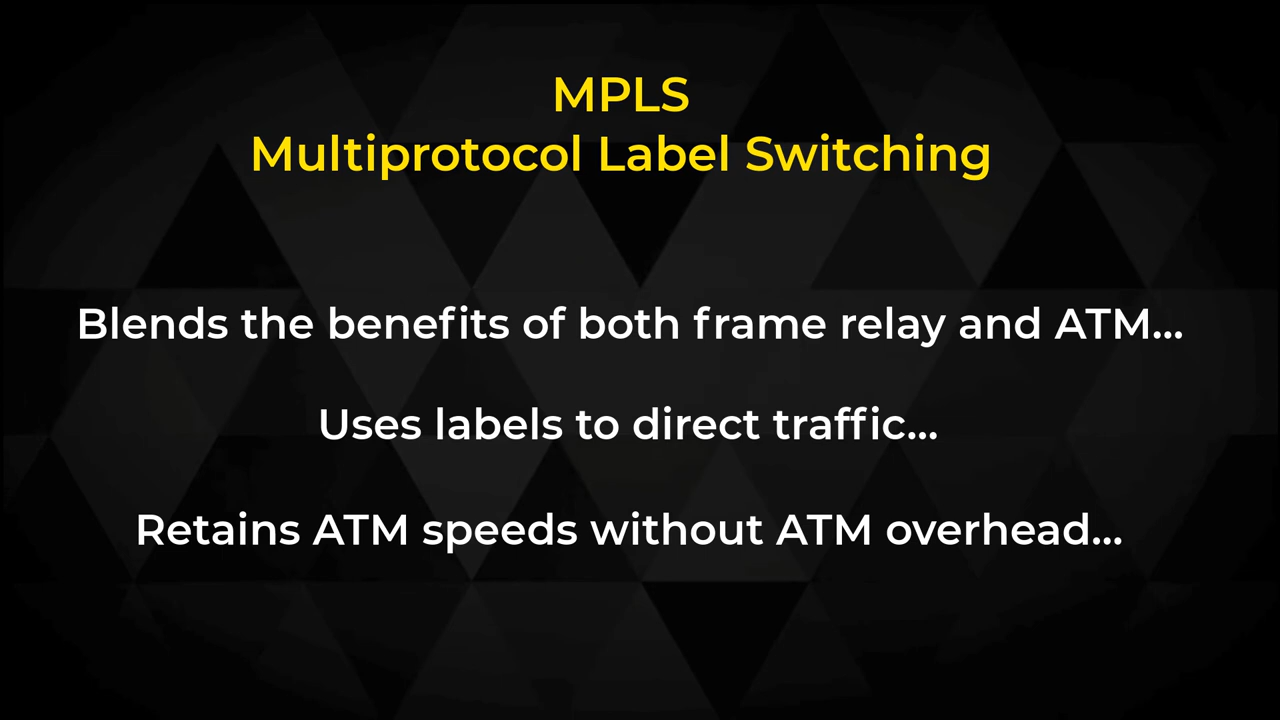 MPLS
Multiprotocol Label Switching
Blends the benefits of both frame relay and ATM...
Uses labels to direct traffic...
Retains ATM speeds without ATM overhead...